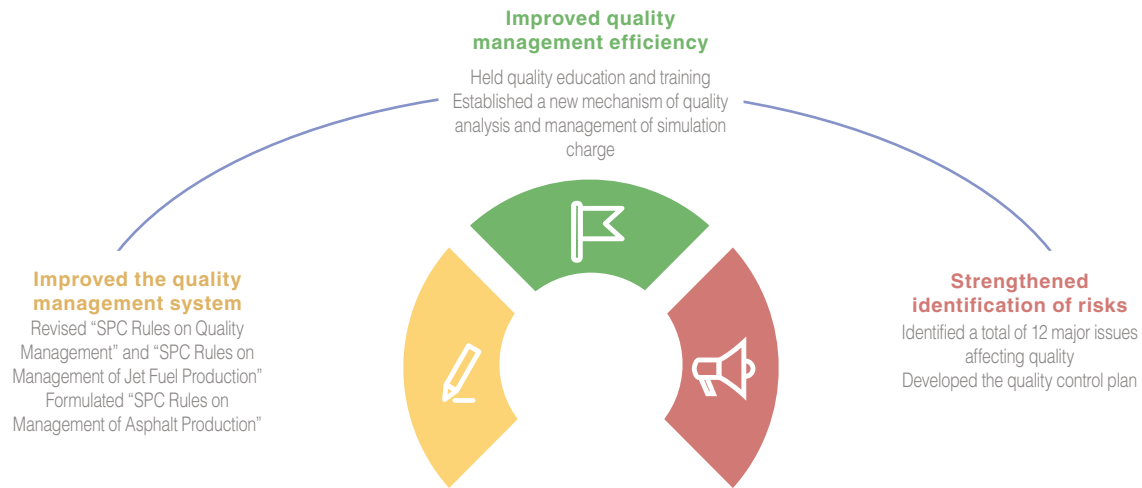 Improved quality
management efficiency
Held quality education and training
Established a new mechanism of quality
analysis and management of simulation
charge
Improved the quality
management system
Revised “SPC Rules on Quality
Management” and “SPC Rules on
Management of Jet Fuel Production”
Formulated “SPC Rules on
Management of Asphalt Production”
Strengthened
identification of risks
Identified a total of 12 major issues
affecting quality
Developed the quality control plan